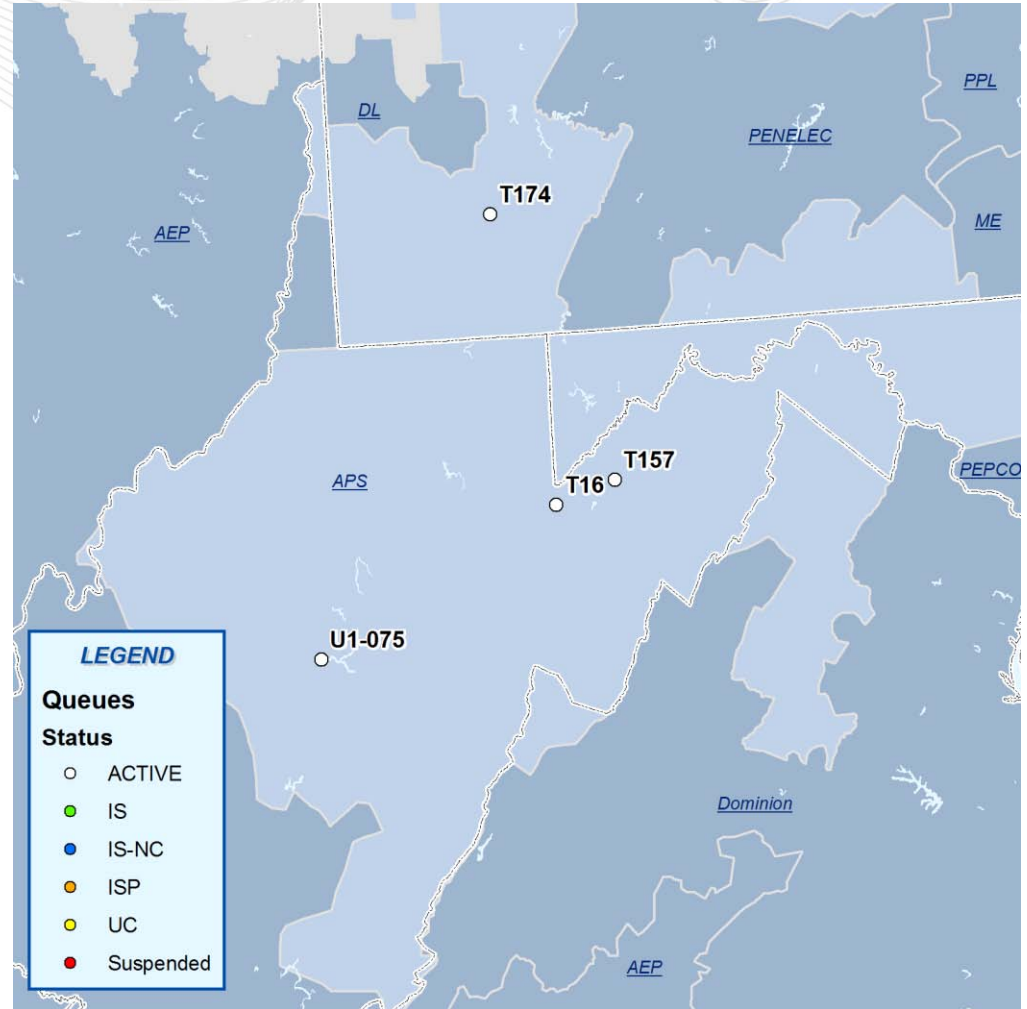 PPL
DL
PENELEC
T174
ME
AEP
T157
PEPCO
APS
T16
U1-075
LEGEND
Queues
Status
ACTIVE
IS
IS-NC
ISP
UC
Suspended
Dominion
AEP